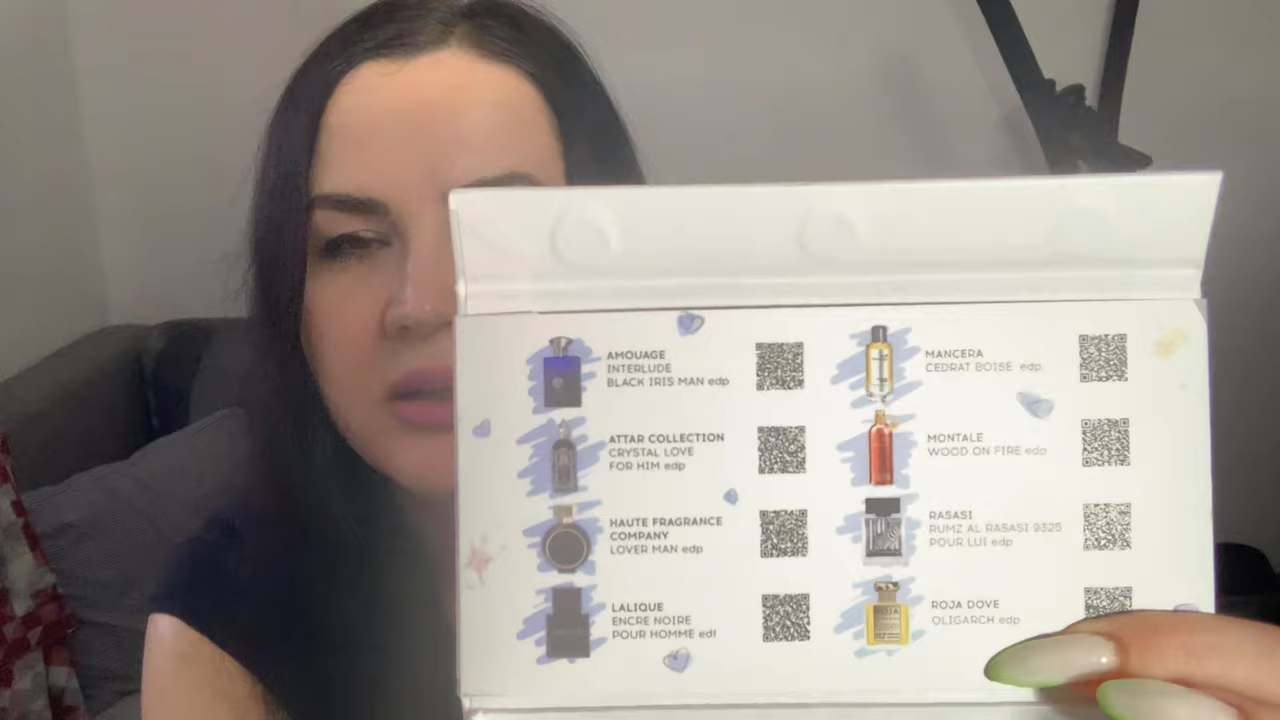 AMOUAGE
INTERLUDE
BLACK IRIS MAN edp
ATTAR COLLECTION
CRYSTAL LOVE
FOR HIM edp
HAUTE FRAGRANCE
COMPANY
LOVER MAN edp
LALIQUE
ENCRE NOIRE
POUR HOMME edt
MANCERA
CEDRAT BOISE edp
MONTALE
WOOD ON FIRE edp
RASASI
RUMZ AL RASASI 9325
POUR LUI edp
ROJA DOVE
OLIGARCH edp
ROJA